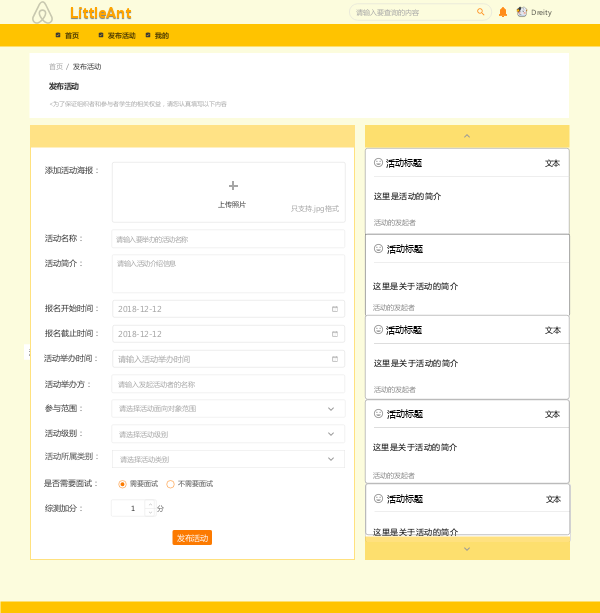 LittleAnt
请输入要查询的内容
Dreity
首页 发布活动 我的
首页 / 发布活动
发布活动
<为了保证组织者和参与者学生的相关权益，请您认真填写以下内容
添加活动海报：
上传照片
只支持.jpg格式
活动名称：
请输入要举办的活动名称
活动简介：
请输入活动介绍信息
报名开始时间：
2018-12-12
报名截止时间：
2018-12-12
活动举办时间：
请输入活动举办时间
活动举办方：
请输入发起活动者的名称
参与范围：
请选择活动面向对象范围
活动级别：
请选择活动级别
活动所属类别：
请选择活动类别
是否需要面试：
需要面试 不需要面试
综测加分：
1 分
发布活动
活动标题 文本
这里是活动的简介
活动的发起者
活动标题
这里是关于活动的简介
活动的发起者
活动标题 文本
这里是关于活动的简介
活动的发起者
活动标题 文本
这里是关于活动的简介
活动的发起者
活动标题 文本
这里是关于活动的简介